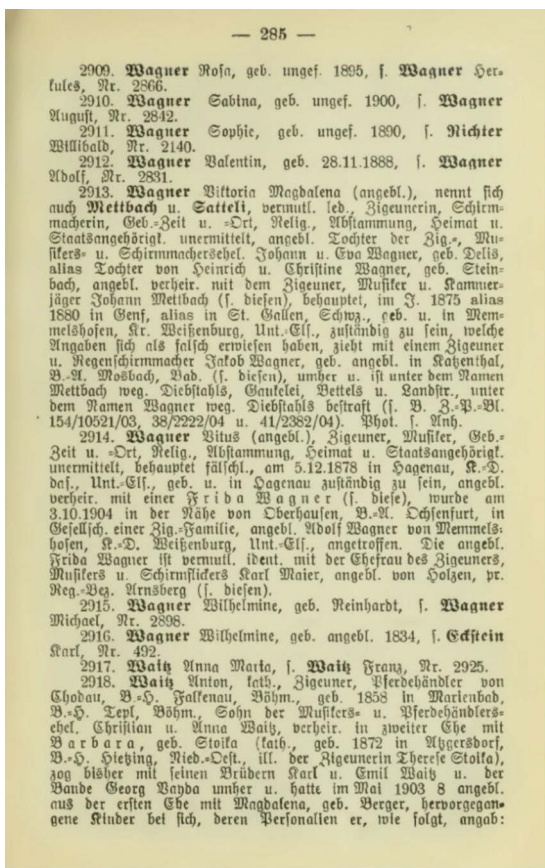 — 285 —
2909. Wagner Rosa, geb. ungef. 1895, s. Wagner Her-
kules, Nr. 2866.
2910. Wagner Sabina, geb. ungef. 1900, s. Wagner
August, Nr. 2842.
2911. Wagner Sophie, geb. ungef. 1890, s. Richter
Willibald, Nr. 2140.
2912. Wagner Valentin, geb. 28.11.1888, s. Wagner
Adolf, Nr. 2831.
2913. Wagner Viktoria Magdalena (angebl.), nennt sich
auch Mettbach u. Satteli, vermutl. led., Zigeunerin, Schirm-
macherin, Geb.-Zeit u. -Ort, Relig., Abstammung, Heimat u.
Staatsangehörigk. unermittelt, angebl. Tochter der Zig.-, Mu-
sikers- u. Schirmmachersehel. Johann u. Eva Wagner, geb. Delis,
alias Tochter von Heinrich u. Christine Wagner, geb. Stein-
bach, angebl. verheir. mit dem Zigeuner, Musiker u. Kammer-
jäger Johann Mettbach (s. diesen), behauptet, im J. 1875 alias
1880 in Genf, alias in St. Gallen, Schwz., geb. u. in Mem-
melshofen, Kr. Weißenburg, Unt.-Els., zuständig zu sein, welche
Angaben sich als falsch erwiesen haben, zieht mit einem Zigeuner
u. Regenschirmmacher Jakob Wagner, geb. angebl. in Katzenthal,
B.-A. Mosbach, Bad. (s. diesen), umher u. ist unter dem Namen
Mettbach weg. Diebstahls, Gaukelei, Bettels u. Landstr., unter
dem Namen Wagner weg. Diebstahls bestraft (s. B. Z.-P.-Bl.
154/10521/03, 38/2222/04 u. 41/2382/04). Phot. s. Anh.
2914. Wagner Vitus (angebl.), Zigeuner, Musiker, Geb.-
Zeit u. -Ort, Relig., Abstammung, Heimat u. Staatsangehörigk.
unermittelt, behauptet fälschl., am 5.12.1878 in Hagenau, K.-D.
das., Unt.-Els., geb. u. in Hagenau zuständig zu sein, angebl.
verheir. mit einer Frida Wagner (s. diese), wurde am
3.10.1904 in der Nähe von Oberhausen, B.-A. Ochsenfurt, in
Gesellsch. einer Zig.-Familie, angebl. Adolf Wagner von Memmels-
hofen, K.-D. Weißenburg, Unt.-Els., angetroffen. Die angebl.
Frida Wagner ist vermutl. ident. mit der Ehefrau des Zigeuners,
Musikers u. Schirmflickers Karl Maier, angebl. von Holzen, pr.
Reg.-Bez. Arnsberg (s. diesen).
2915. Wagner Wilhelmine, geb. Reinhardt, s. Wagner
Michael, Nr. 2898.
2916. Wagner Wilhelmine, geb. angebl. 1834, s. Eckstein
Karl, Nr. 492.
2917. Waitz Anna Maria, s. Waitz Franz, Nr. 2925.
2918. Waitz Anton, kath., Zigeuner, Pferdehändler von
Chodau, B.-H. Falkenau, Böhm., geb. 1858 in Marienbad,
B.-H. Tepl, Böhm., Sohn der Musikers- u. Pferdehändlers-
ehel. Christian u. Anna Waitz, verheir. in zweiter Ehe mit
Barbara, geb. Stoika (kath., geb. 1872 in Atzgersdorf,
B.-H. Hietzing, Nied.-Oest., ill. der Zigeunerin Therese Stoika),
zog bisher mit seinen Brüdern Karl u. Emil Waitz u. der
Bande Georg Bayda umher u. hatte im Mai 1903 8 angebl.
aus der ersten Ehe mit Magdalena, geb. Berger, hervorgegan-
gene Kinder bei sich, deren Personalien er, wie folgt, angab: